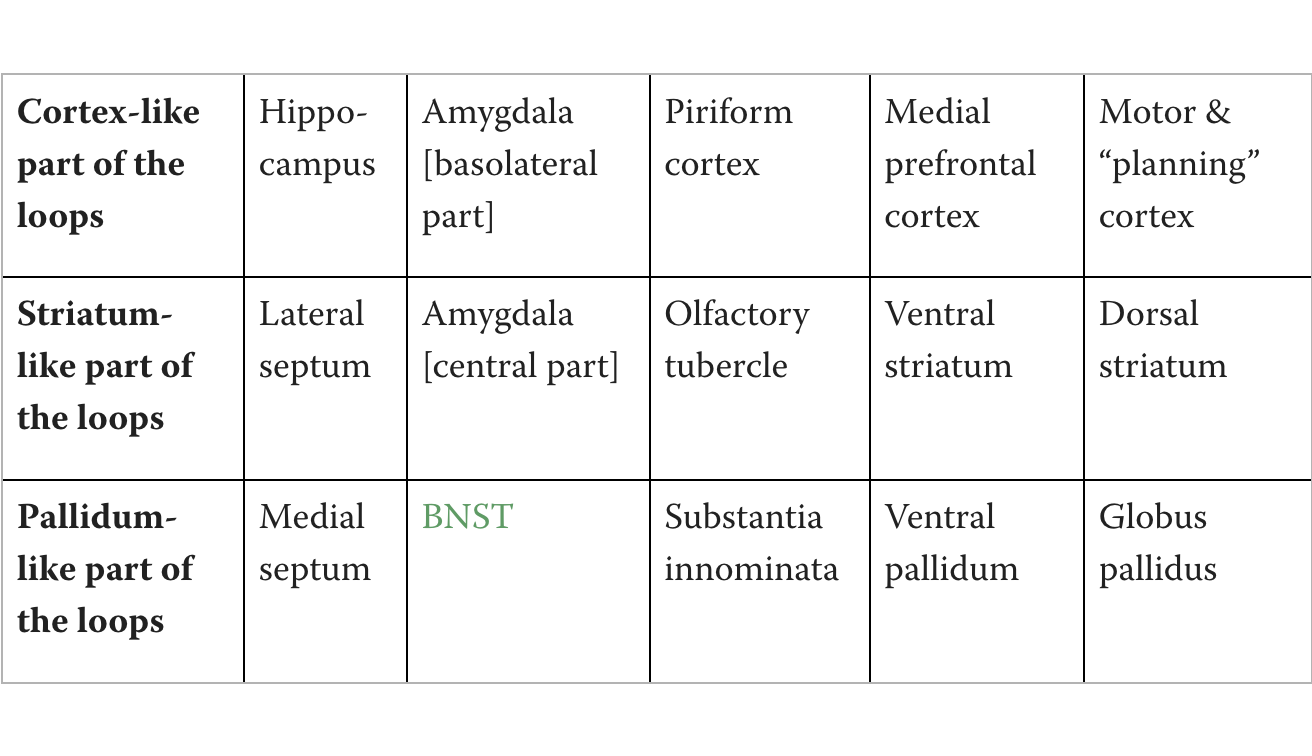 Cortex-like part of the loops
Hippo-campus
Amygdala [basolateral part]
Piriform cortex
Medial prefrontal cortex
Motor & “planning” cortex
Striatum-like part of the loops
Lateral septum
Amygdala [central part]
Olfactory tubercle
Ventral striatum
Dorsal striatum
Pallidum-like part of the loops
Medial septum
BNST
Substantia innominata
Ventral pallidum
Globus pallidus